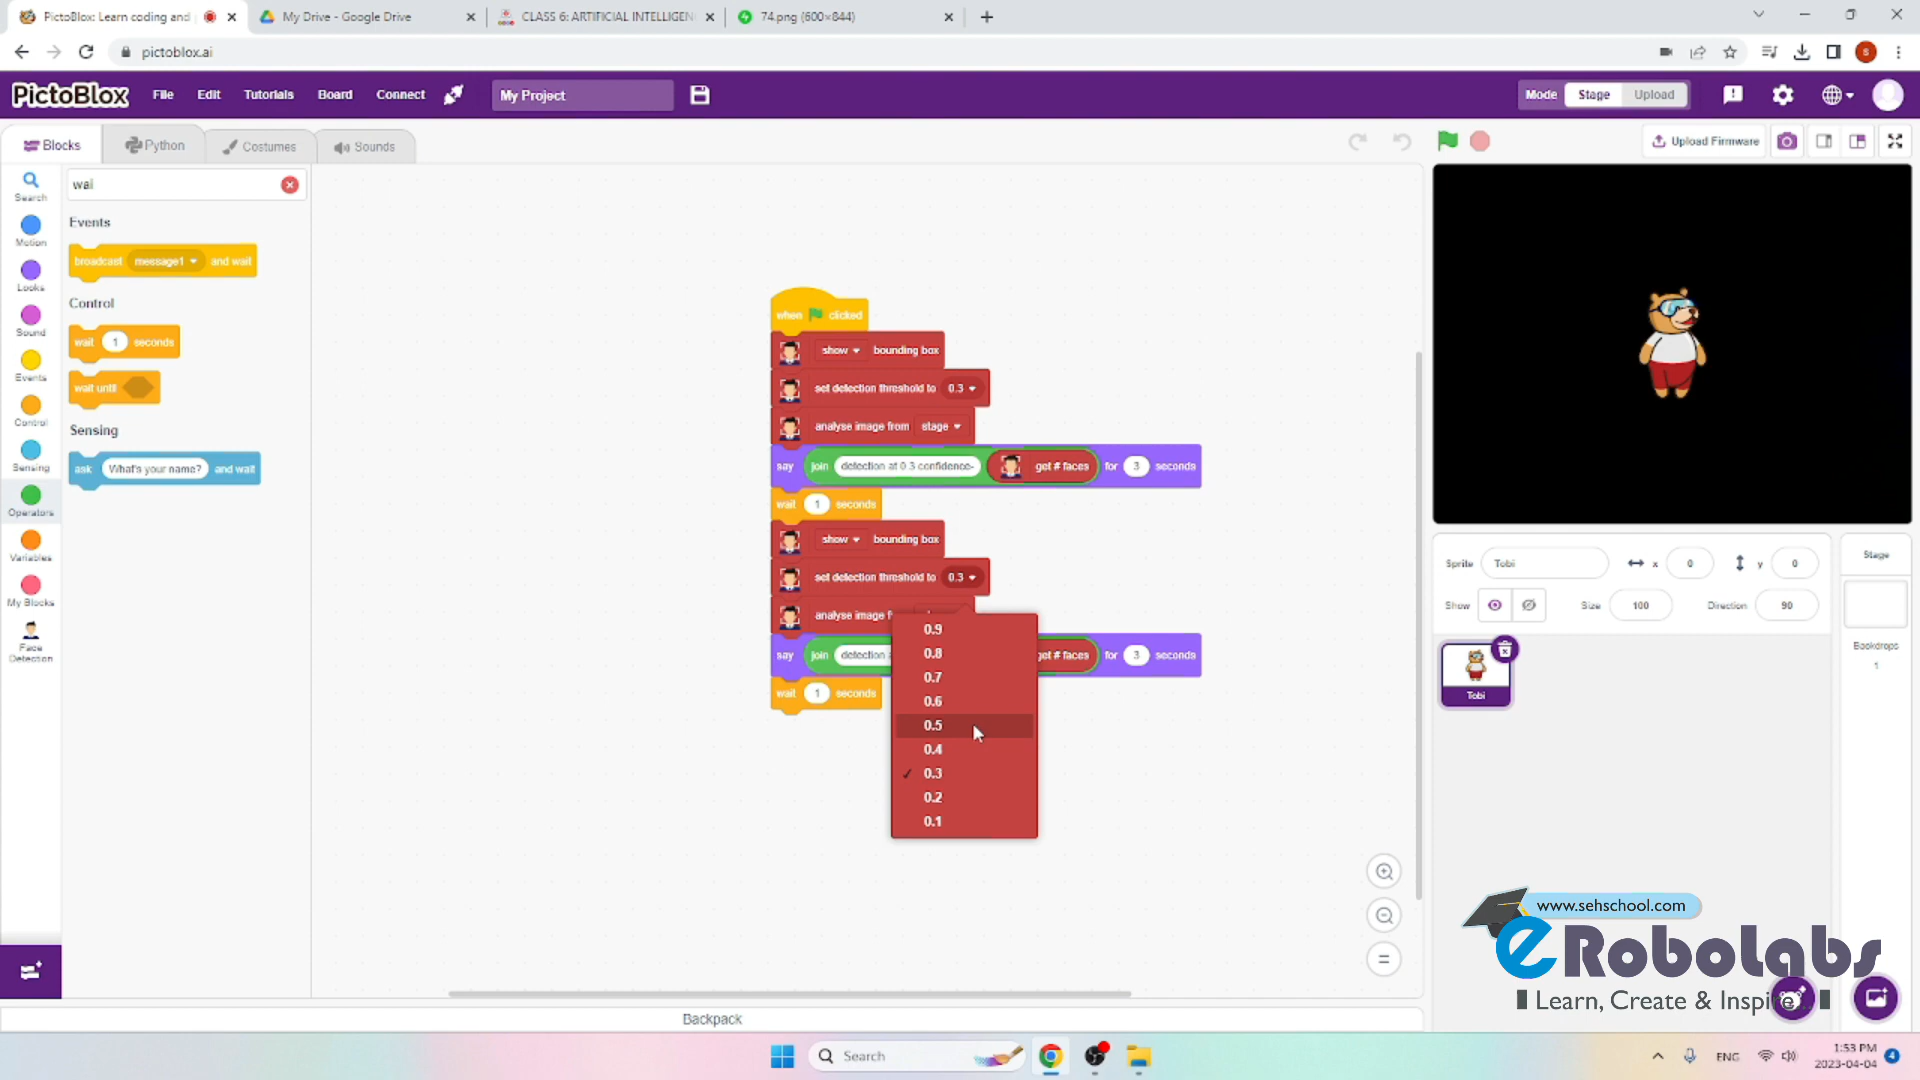 PictoBlox: Learn coding and
My Drive - Google Drive
CLASS 6: ARTIFICIAL INTELLIGEN
74.png (600×844)
pictoblox.ai
S
PictoBlox
File
Edit
Tutorials
Board
Connect
My Project
Mode
Stage
Upload
Blocks
Python
Costumes
Sounds
Upload Firmware
Search
Motion
Looks
Sound
Events
Control
Sensing
Operators
Variables
My Blocks
Face
Detection
wai
Events
broadcast message1 and wait
Control
wait 1 seconds
wait until
Sensing
ask What's your name? and wait
when clicked
show bounding box
set detection threshold to 0.3
analyse image from stage
say join detection at 0.3 confidence- get # faces for 3 seconds
wait 1 seconds
show bounding box
set detection threshold to 0.3
analyse image
say join detection get # faces for 3 seconds
wait 1 seconds
0.9
0.8
0.7
0.6
0.5
0.4
✓ 0.3
0.2
0.1
Sprite Tobi x 0 y 0
Show Size 100 Direction 90
Tobi
Stage
Backdrops
1
www.sehschool.com
eRoboLabs
Learn, Create & Inspire
Backpack
Search
ENG
1:53 PM
2023-04-04
4